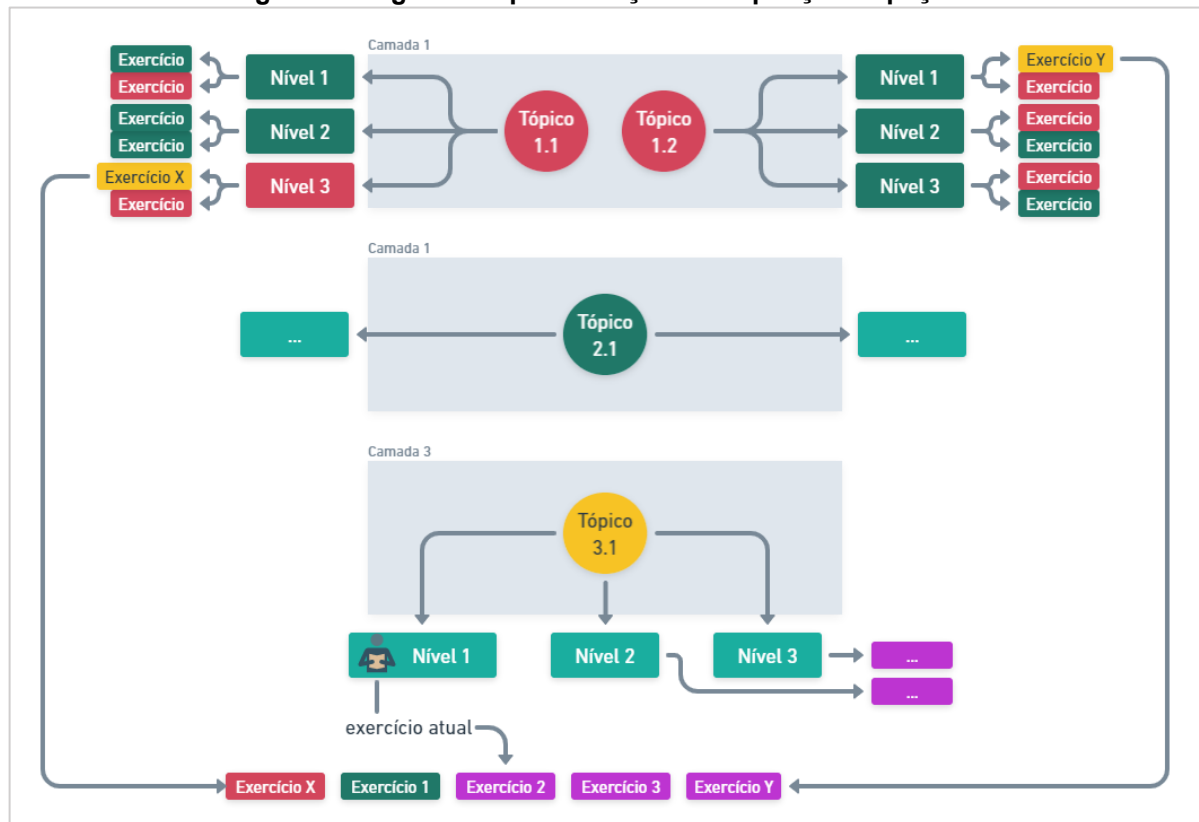 Camada 1
Exercício
Exercício
Nível 1
Exercício
Exercício
Nível 2
Exercício X
Exercício
Nível 3
Tópico
1.1
Tópico
1.2
Nível 1
Exercício Y
Exercício
Nível 2
Exercício
Exercício
Nível 3
Exercício
Exercício
Camada 1
...
Tópico
2.1
...
Camada 3
Tópico
3.1
Nível 1
Nível 2
Nível 3
...
...
exercício atual
Exercício X
Exercício 1
Exercício 2
Exercício 3
Exercício Y